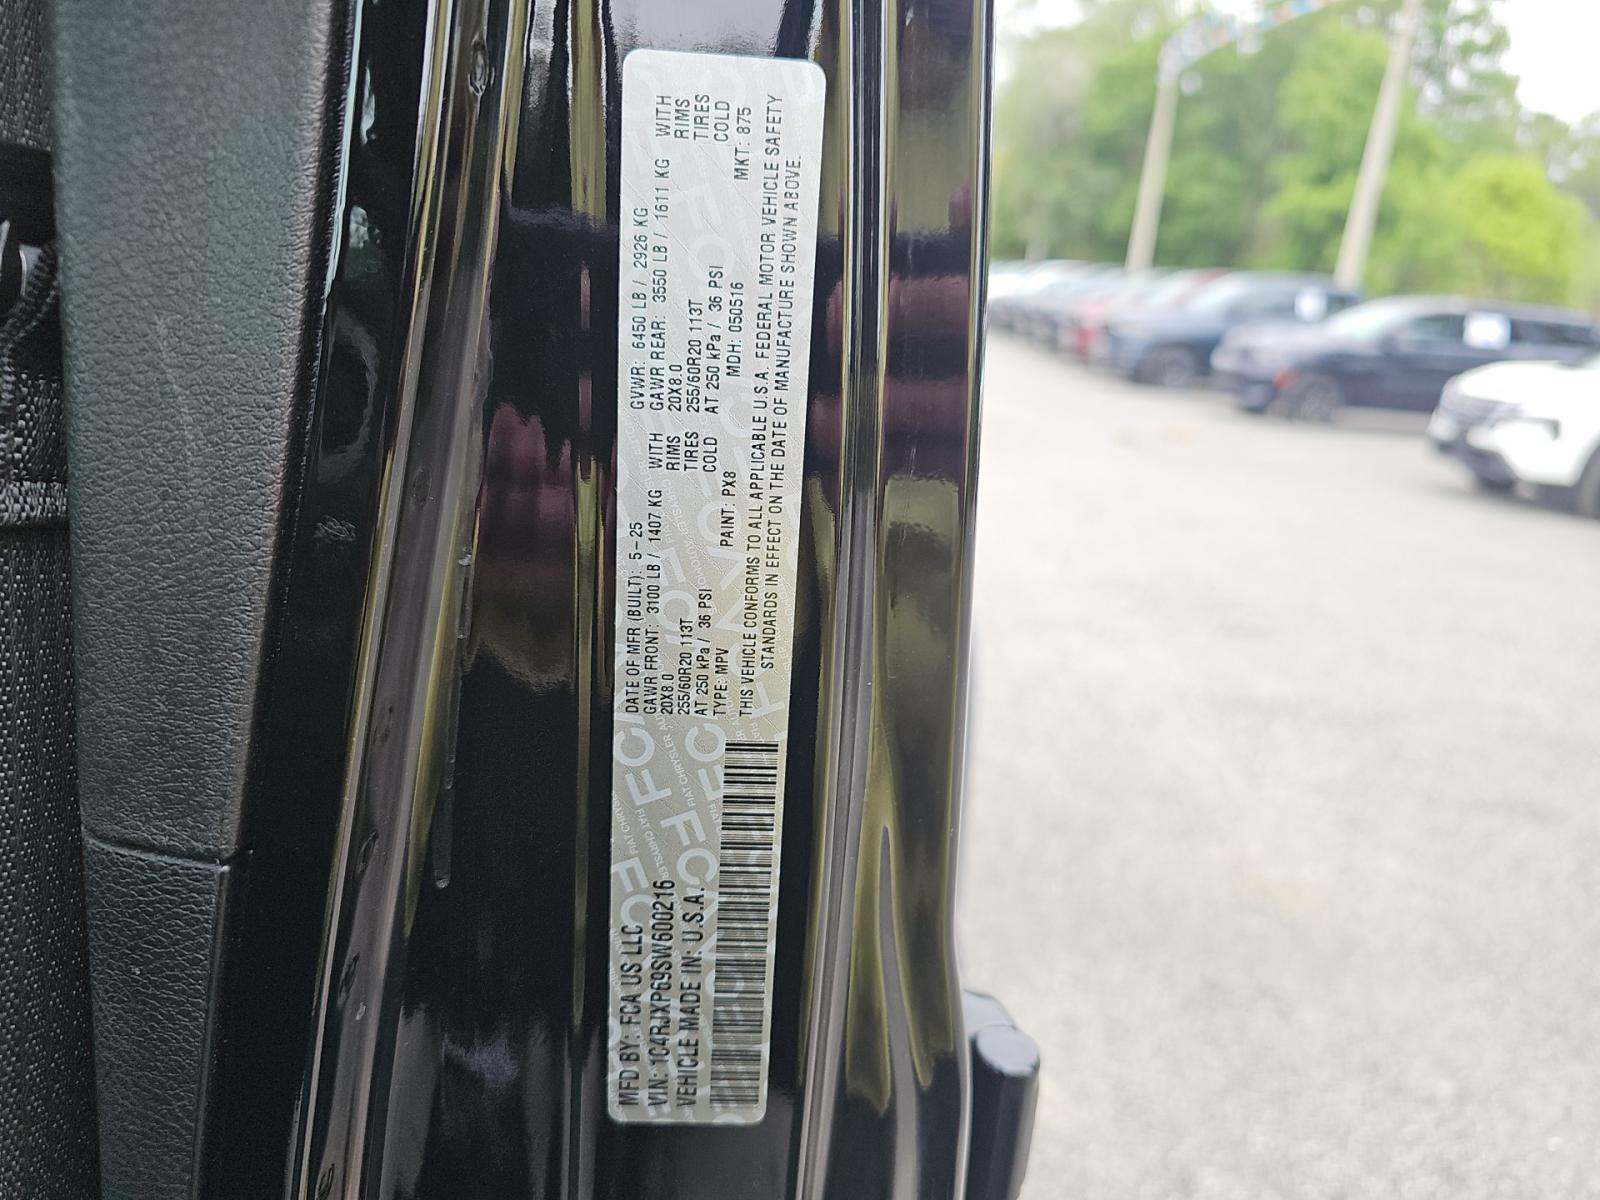 MFD BY: FCA US LLC
VIN: 1C4RJXP69SW600216
VEHICLE MADE IN: U.S.A.
DATE OF MFR (BUILT): 5-25 GVWR: 6450 LB / 2926 KG
GAWR FRONT: 3100 LB / 1407 KG WITH GAWR REAR: 3550 LB / 1611 KG WITH
20X8.0 RIMS 20X8.0 RIMS
255/60R20 113T TIRES 255/60R20 113T TIRES
AT 250 kPa / 36 PSI COLD AT 250 kPa / 36 PSI COLD
TYPE: MPV PAINT: PX8 MDH: 050516 MKT: 875
THIS VEHICLE CONFORMS TO ALL APPLICABLE U.S.A. FEDERAL MOTOR VEHICLE SAFETY
STANDARDS IN EFFECT ON THE DATE OF MANUFACTURE SHOWN ABOVE.